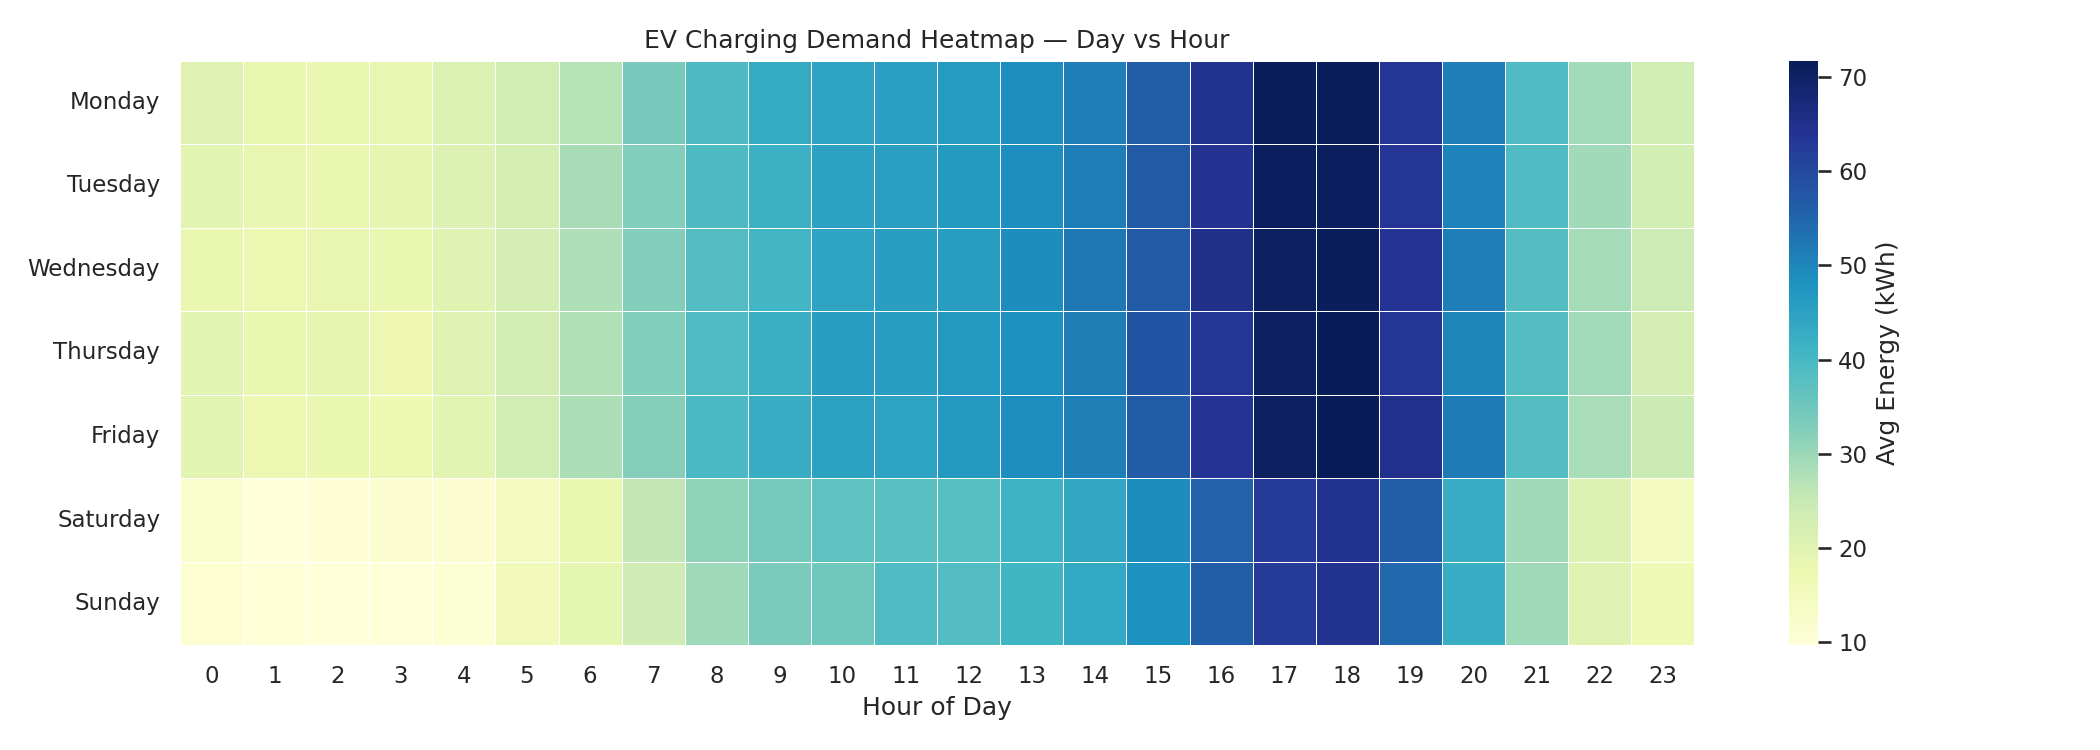 EV Charging Demand Heatmap — Day vs Hour
Monday
Tuesday
Wednesday
Thursday
Friday
Saturday
Sunday
0 1 2 3 4 5 6 7 8 9 10 11 12 13 14 15 16 17 18 19 20 21 22 23
Hour of Day
70
60
50
40
30
20
10
Avg Energy (kWh)